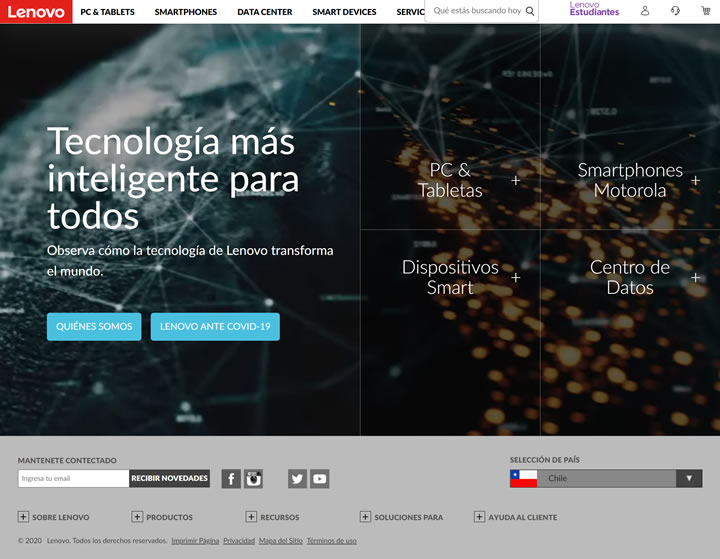 Lenovo
PC & TABLETS
SMARTPHONES
DATA CENTER
SMART DEVICES
SERVIC
Qué estás buscando hoy
Lenovo
Estudiantes
Tecnología más
inteligente para
todos
Observa cómo la tecnología de Lenovo transforma
el mundo.
QUIÉNES SOMOS
LENOVO ANTE COVID-19
PC &
Tabletas
+
Smartphones
Motorola
+
Dispositivos
Smart
+
Centro de
Datos
+
MANTENETE CONTECTADO
Ingresa tu email
RECIBIR NOVEDADES
SELECCIÓN DE PAÍS
Chile
SOBRE LENOVO
PRODUCTOS
RECURSOS
SOLUCIONES PARA
AYUDA AL CLIENTE
© 2020 Lenovo. Todos los derechos reservados. Imprimir Página Privacidad Mapa del Sitio Términos de uso